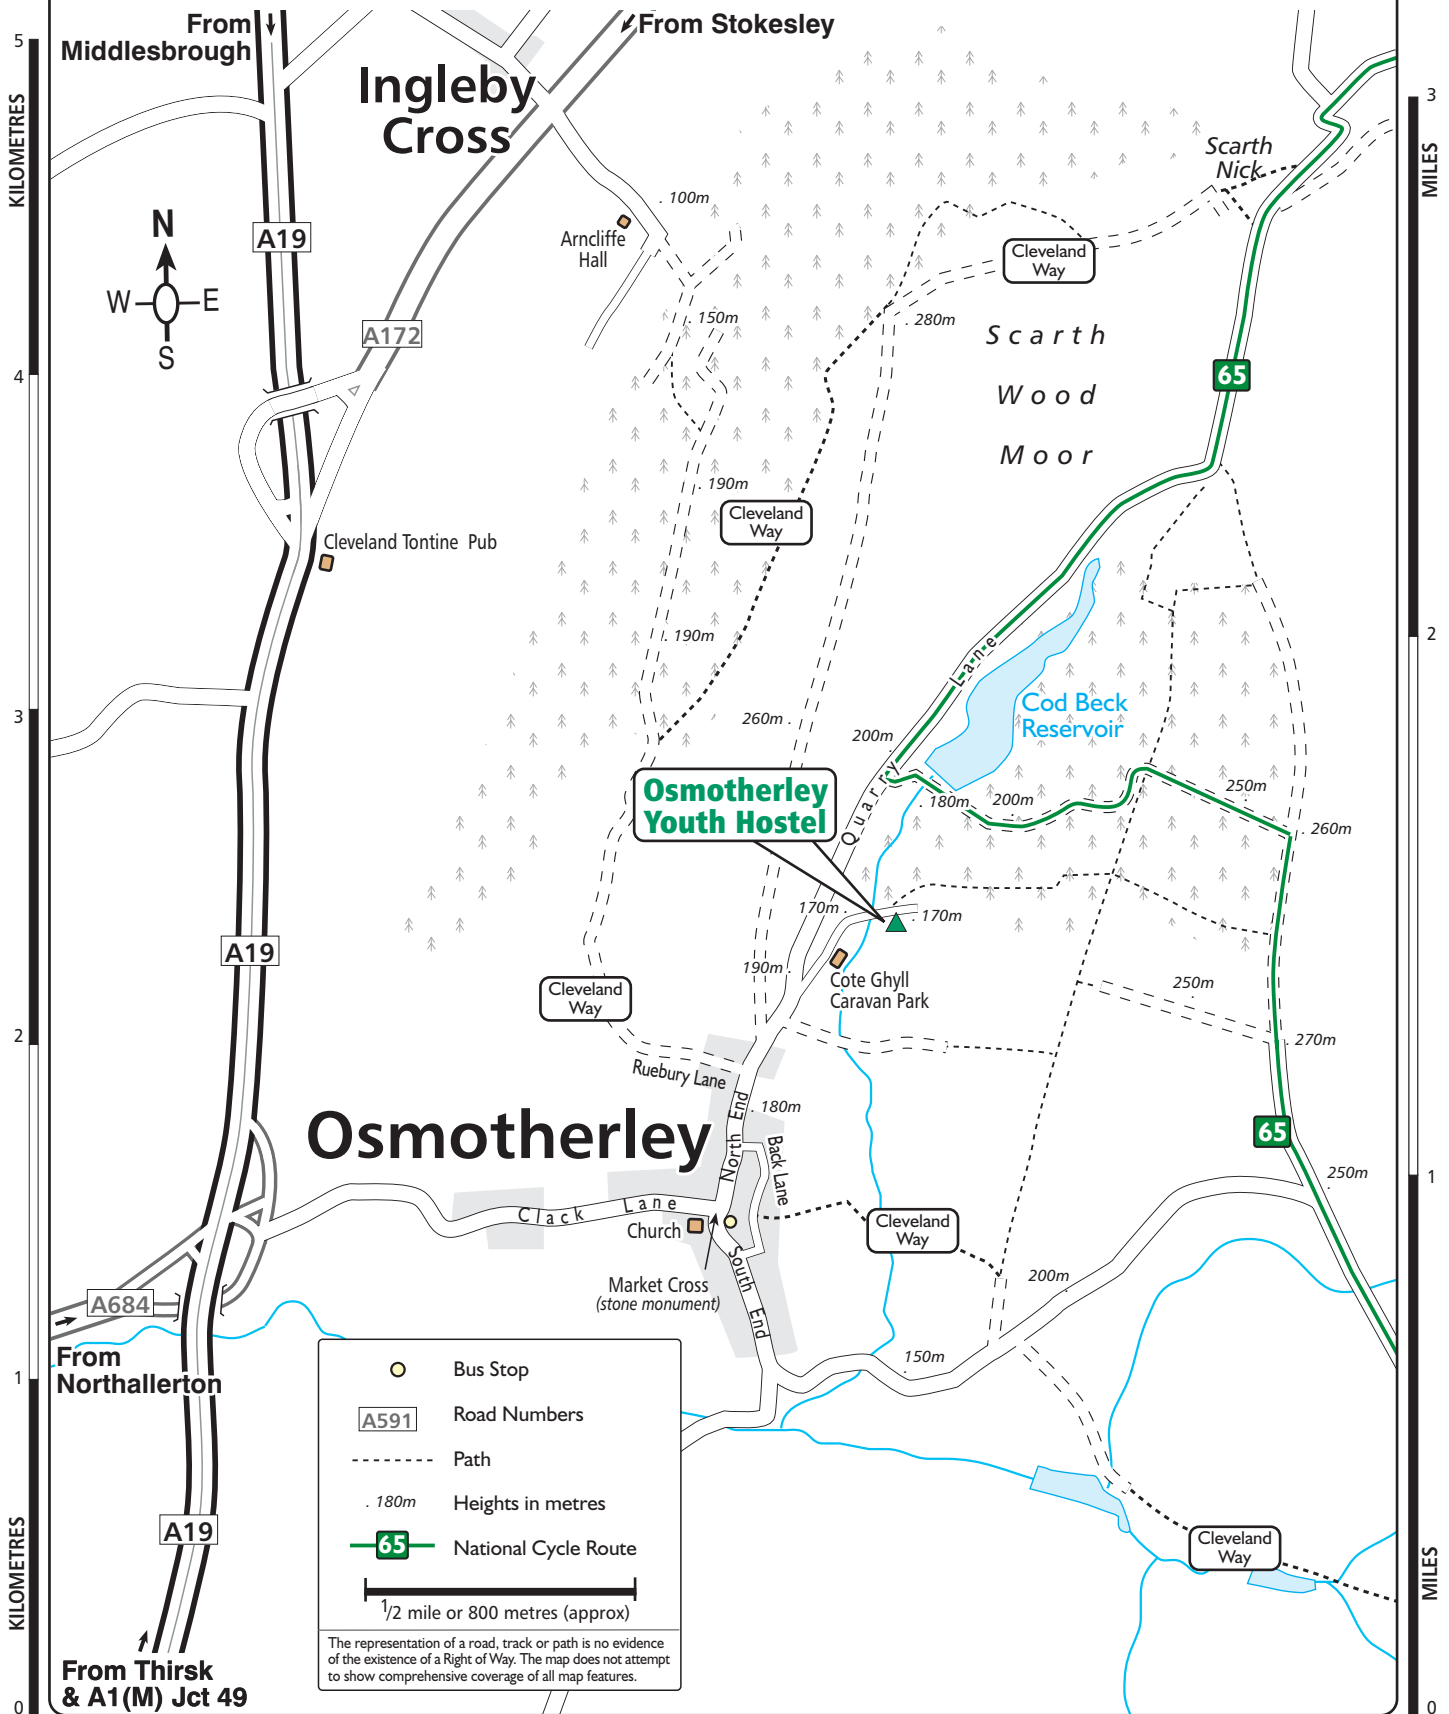 From
Middlesbrough
From Stokesley
5
KILOMETRES
3
MILES
Ingleby
Cross
Scarth
Nick
100m
N
W
E
S
A19
Arncliffe
Hall
Cleveland
Way
150m
280m
A172
Scarth
Wood
Moor
65
4
190m
Cleveland
Way
Cleveland Tontine Pub
190m
2
Lane
Cod Beck
Reservoir
3
260m
200m
Osmotherley
Youth Hostel
Quarry
180m
200m
250m
260m
170m
170m
A19
190m
Cote Ghyll
Caravan Park
250m
Cleveland
Way
2
270m
Ruebury Lane
180m
North End
Osmotherley
65
Back Lane
250m
1
Clack Lane
Church
Cleveland
Way
South End
Market Cross
(stone monument)
200m
A684
From
Northallerton
150m
1
Bus Stop
A591
Road Numbers
Path
. 180m
Heights in metres
65
National Cycle Route
1/2 mile or 800 metres (approx)
The representation of a road, track or path is no evidence
of the existence of a Right of Way. The map does not attempt
to show comprehensive coverage of all map features.
A19
Cleveland
Way
KILOMETRES
MILES
From Thirsk
& A1(M) Jct 49
0
0